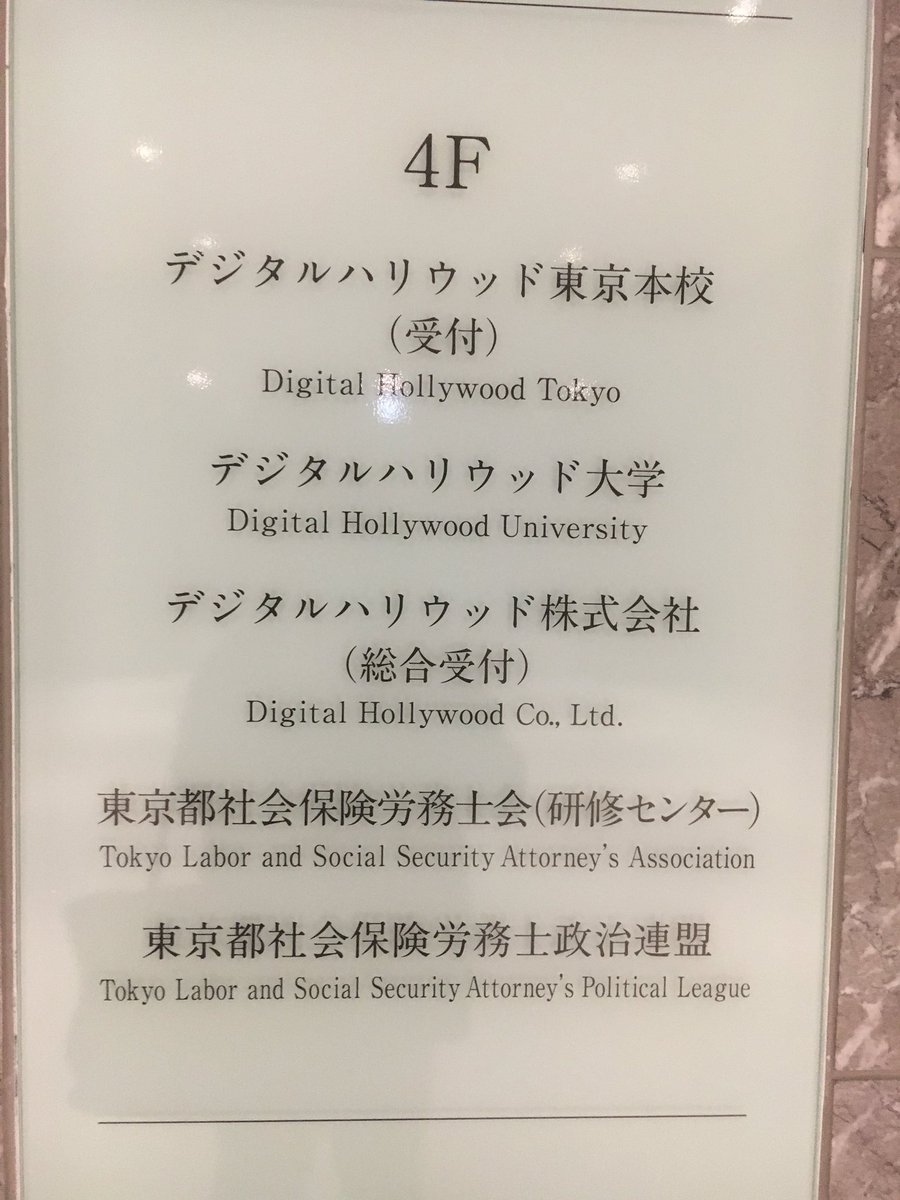 4F
デジタルハリウッド東京本校
(受付)
Digital Hollywood Tokyo
デジタルハリウッド大学
Digital Hollywood University
デジタルハリウッド株式会社
(総合受付)
Digital Hollywood Co., Ltd.
東京都社会保険労務士会(研修センター)
Tokyo Labor and Social Security Attorney's Association
東京都社会保険労務士政治連盟
Tokyo Labor and Social Security Attorney's Political League